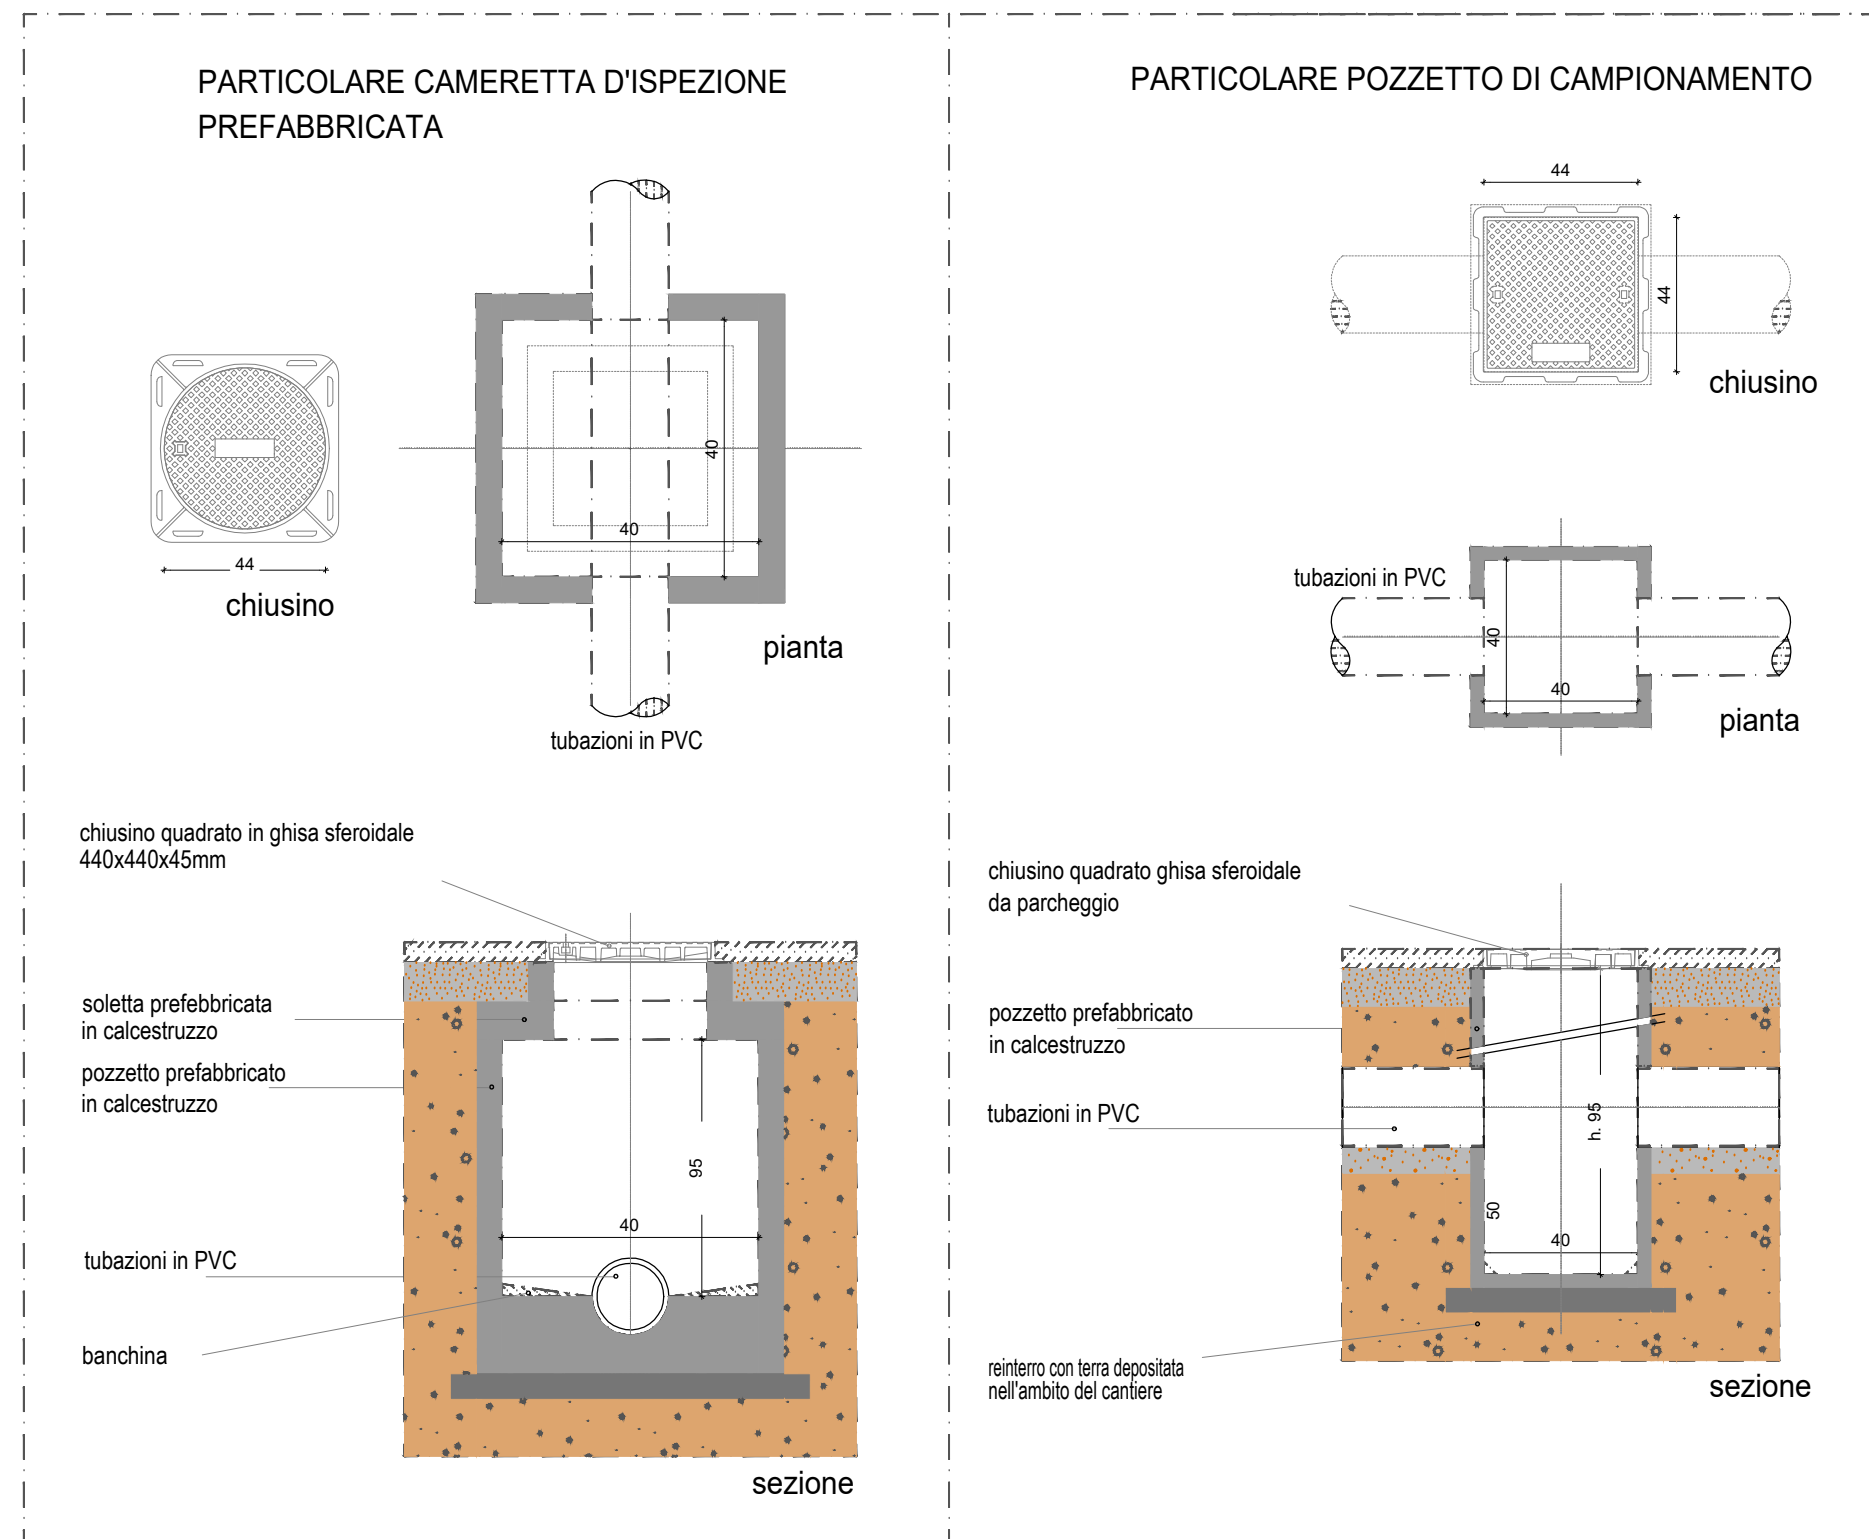 PARTICOLARE CAMERETTA D'ISPEZIONE
PREFABBRICATA
40
40
44
chiusino
pianta
tubazioni in PVC
chiusino quadrato in ghisa sferoidale
440x440x45mm
soletta prefebbricata
in calcestruzzo
pozzetto prefabbricato
in calcestruzzo
95
40
tubazioni in PVC
banchina
sezione
PARTICOLARE POZZETTO DI CAMPIONAMENTO
44
44
chiusino
tubazioni in PVC
40
40
pianta
chiusino quadrato ghisa sferoidale
da parcheggio
pozzetto prefabbricato
in calcestruzzo
tubazioni in PVC
h. 95
50
40
reinterro con terra depositata
nell'ambito del cantiere
sezione